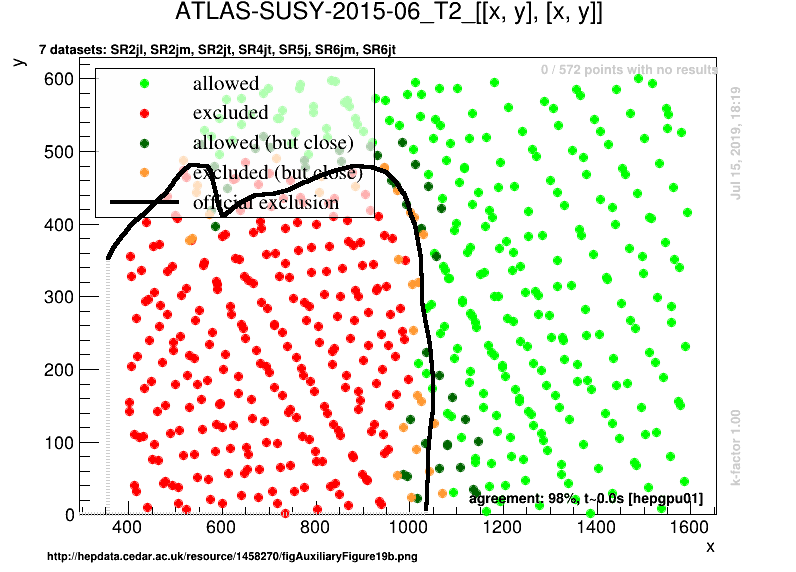 ATLAS-SUSY-2015-06_T2_[[x, y], [x, y]]
7 datasets: SR2jl, SR2jm, SR2jt, SR4jt, SR5j, SR6jm, SR6jt
y
0 / 572 points with no results
allowed
excluded
allowed (but close)
excluded (but close)
official exclusion
600
500
400
300
200
100
0
400 600 800 1000 1200 1400 1600
x
agreement: 98%, t~0.0s [hepgpu01]
Jul 15, 2019, 18:19
k-factor 1.00
http://hepdata.cedar.ac.uk/resource/1458270/figAuxiliaryFigure19b.png